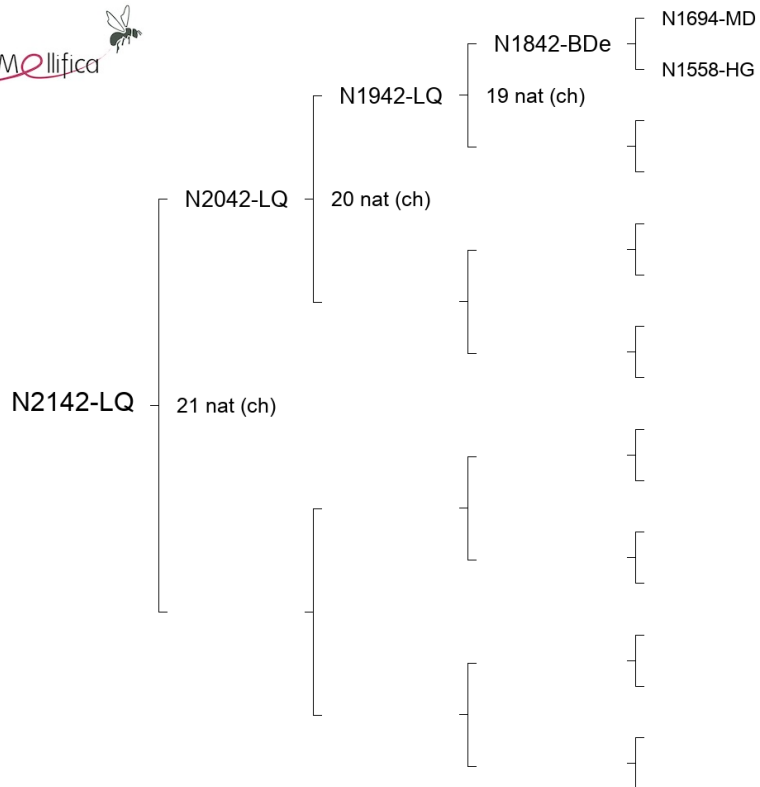 Mellifica
N1694-MD
N1842-BDe
N1558-HG
N1942-LQ
19 nat (ch)
N2042-LQ
20 nat (ch)
N2142-LQ
21 nat (ch)